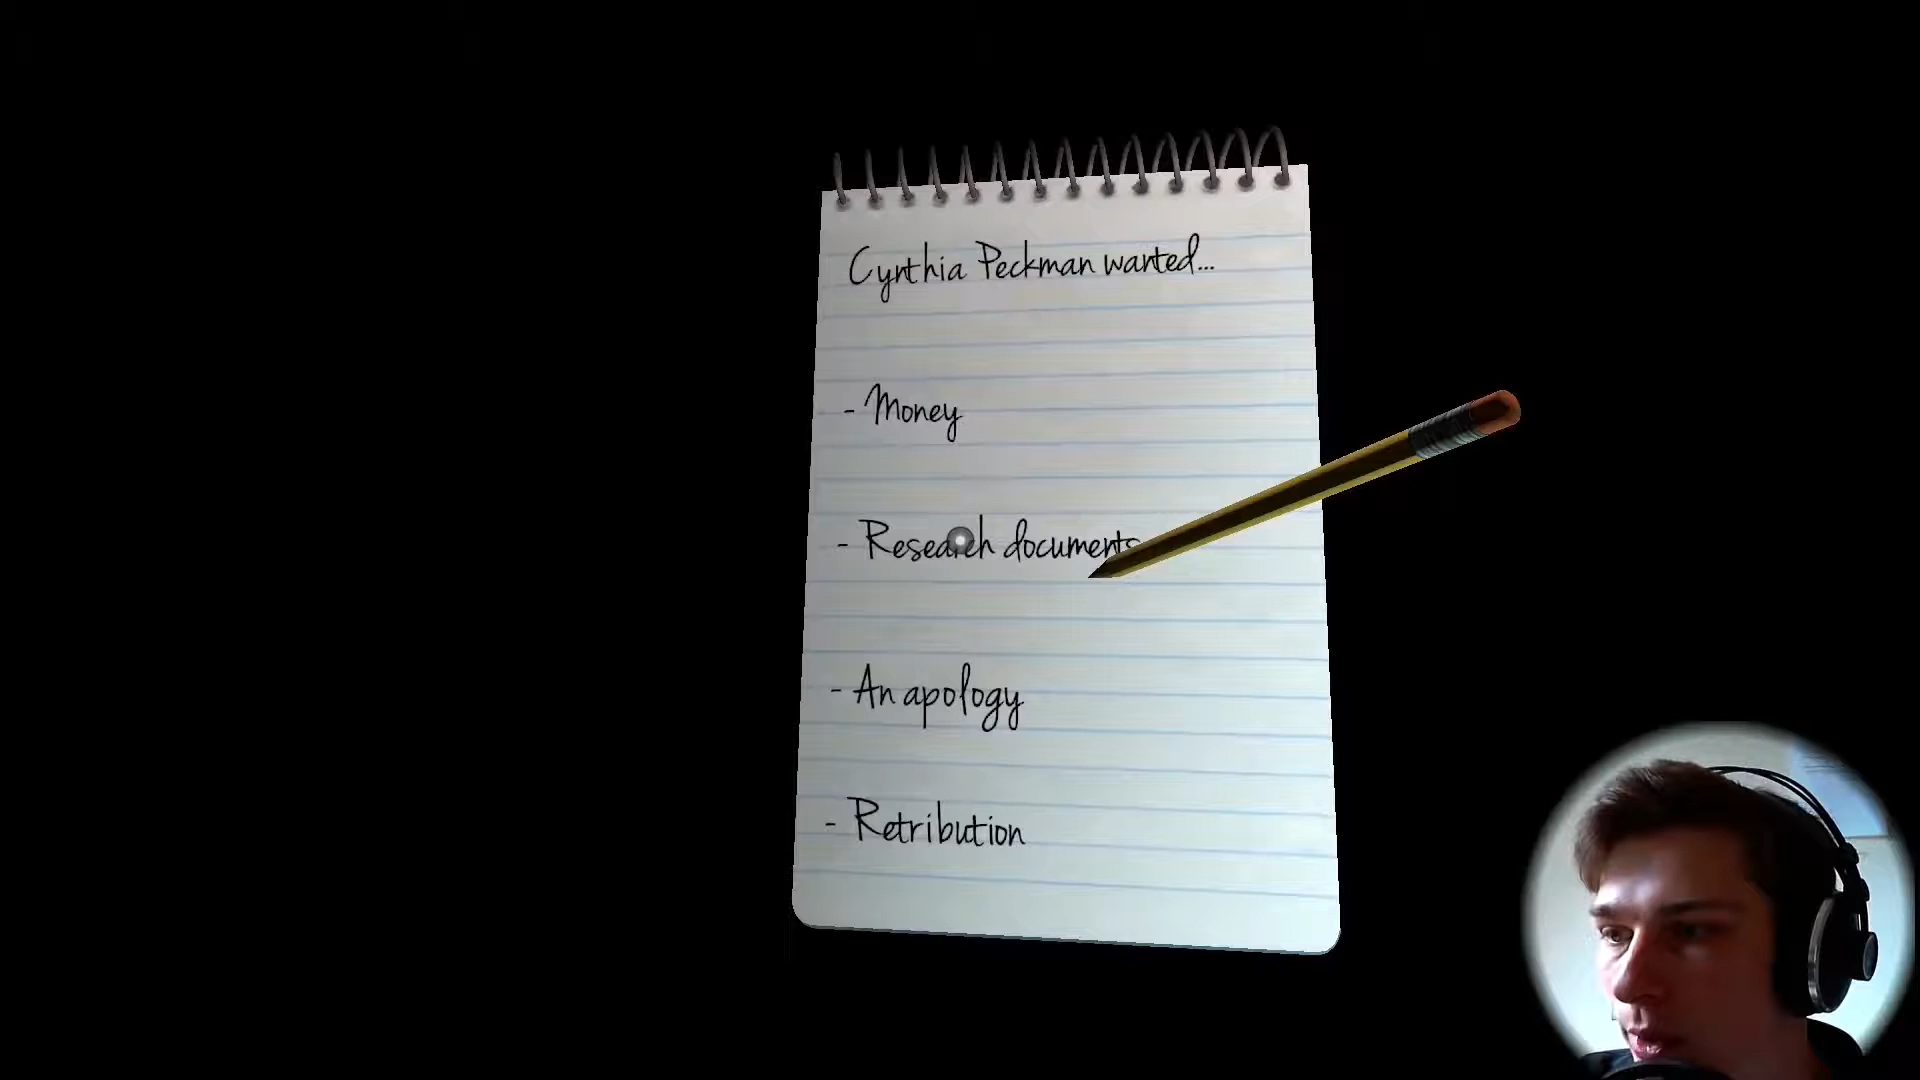 Cynthia Peckman wanted...
- Money
- Research documents
- An apology
- Retribution